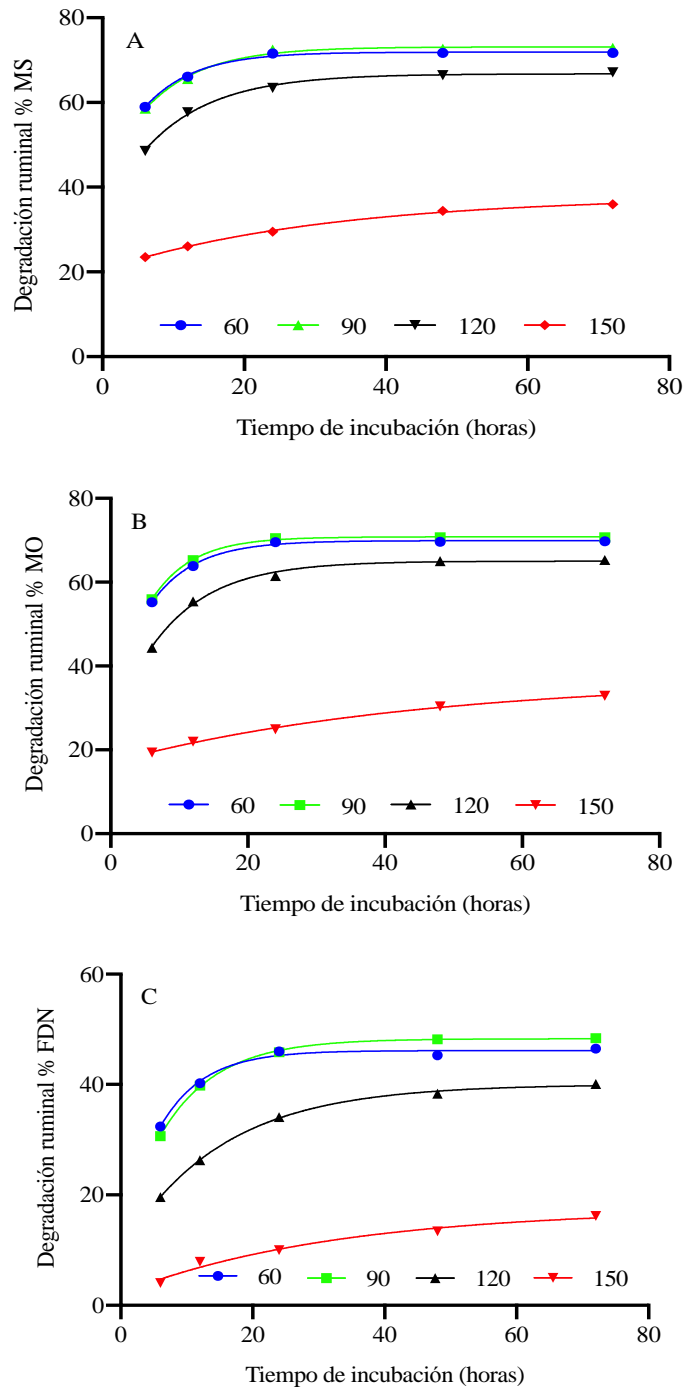 A
Degradación ruminal % MS
80
60
40
20
0
60 90 120 150
0 20 40 60 80
Tiempo de incubación (horas)
B
Degradación ruminal % MO
80
60
40
20
0
60 90 120 150
0 20 40 60 80
Tiempo de incubación (horas)
C
Degradación ruminal % FDN
60
40
20
0
60 90 120 150
0 20 40 60 80
Tiempo de incubación (horas)